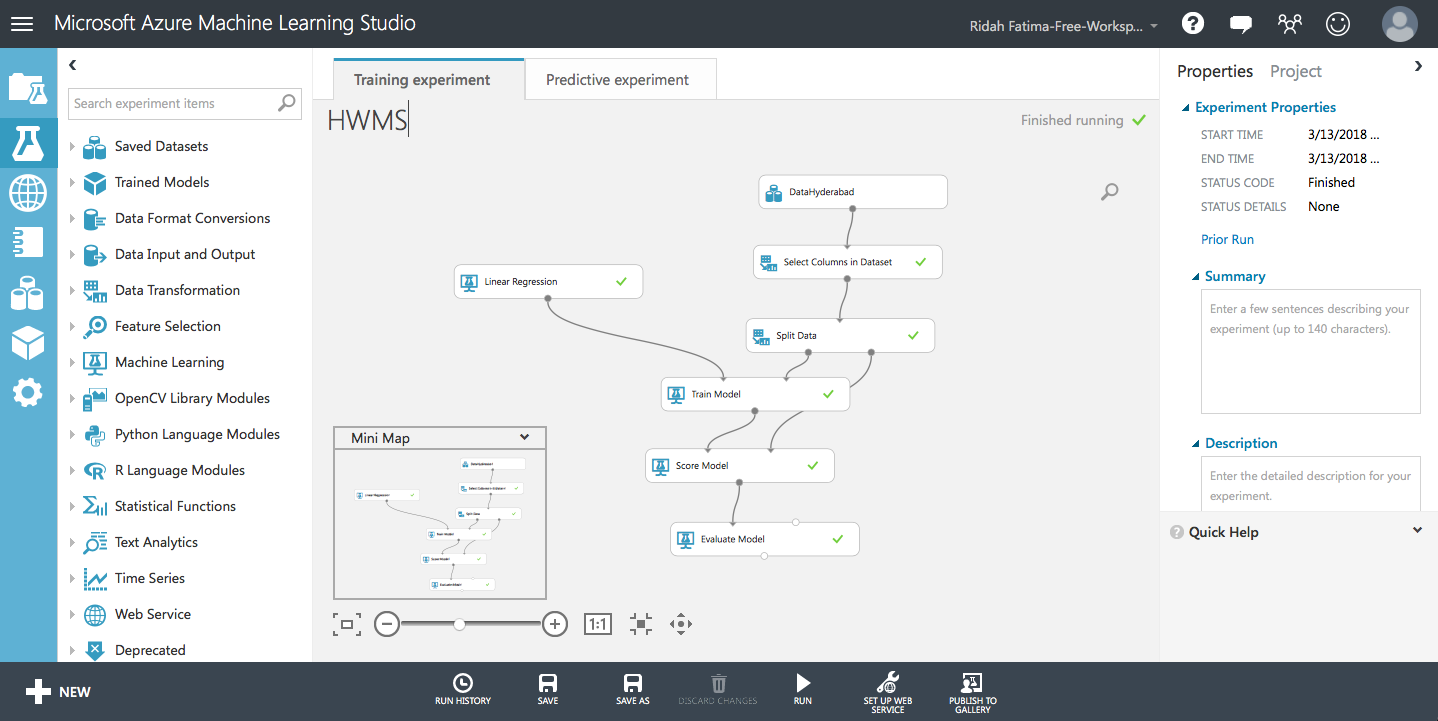 Microsoft Azure Machine Learning Studio
Ridah Fatima-Free-Worksp...
Training experiment
Predictive experiment
Search experiment items
Saved Datasets
Trained Models
Data Format Conversions
Data Input and Output
Data Transformation
Feature Selection
Machine Learning
OpenCV Library Modules
Python Language Modules
R Language Modules
Statistical Functions
Text Analytics
Time Series
Web Service
Deprecated
HWMS
Finished running
DataHyderabad
Select Columns in Dataset
Linear Regression
Split Data
Train Model
Score Model
Evaluate Model
Mini Map
DataHyderabad
Select Columns in Dataset
Linear Regression
Split Data
Train Model
Score Model
Evaluate Model
1:1
Properties Project
Experiment Properties
START TIME 3/13/2018 ...
END TIME 3/13/2018 ...
STATUS CODE Finished
STATUS DETAILS None
Prior Run
Summary
Enter a few sentences describing your
experiment (up to 140 characters).
Description
Enter the detailed description for your
experiment.
Quick Help
NEW
RUN HISTORY
SAVE
SAVE AS
DISCARD CHANGES
RUN
SET UP WEB
SERVICE
PUBLISH TO
GALLERY